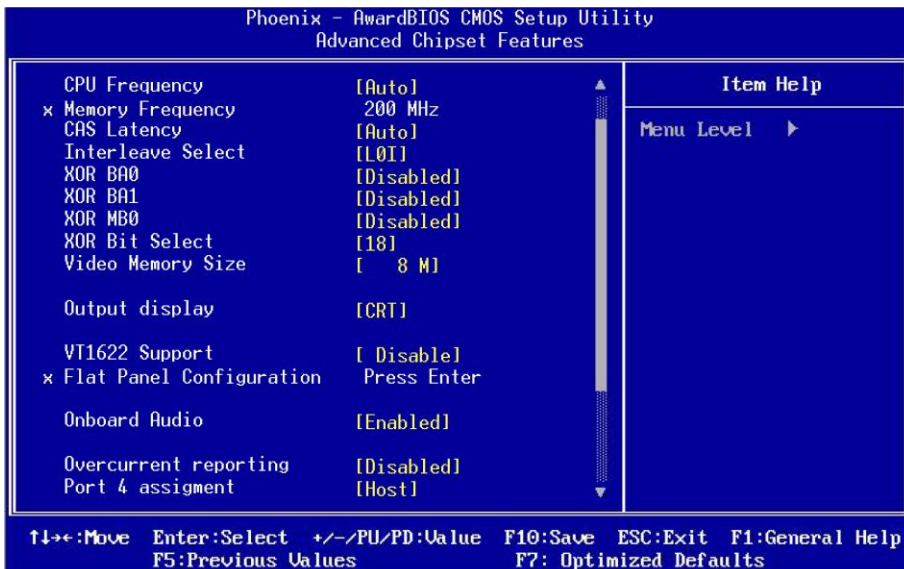 Phoenix - AwardBIOS CMOS Setup Utility
Advanced Chipset Features
CPU Frequency [Auto]
x Memory Frequency 200 MHz
CAS Latency [Auto]
Interleave Select [L0I]
XOR BA0 [Disabled]
XOR BA1 [Disabled]
XOR MB0 [Disabled]
XOR Bit Select [18]
Video Memory Size [ 8 M]
Output display [CRT]
VT1622 Support [ Disable]
x Flat Panel Configuration Press Enter
Onboard Audio [Enabled]
Overcurrent reporting [Disabled]
Port 4 assigment [Host]
Item Help
Menu Level ▶
↑↓→←:Move Enter:Select +/-/PU/PD:Value F10:Save ESC:Exit F1:General Help
F5:Previous Values F7: Optimized Defaults